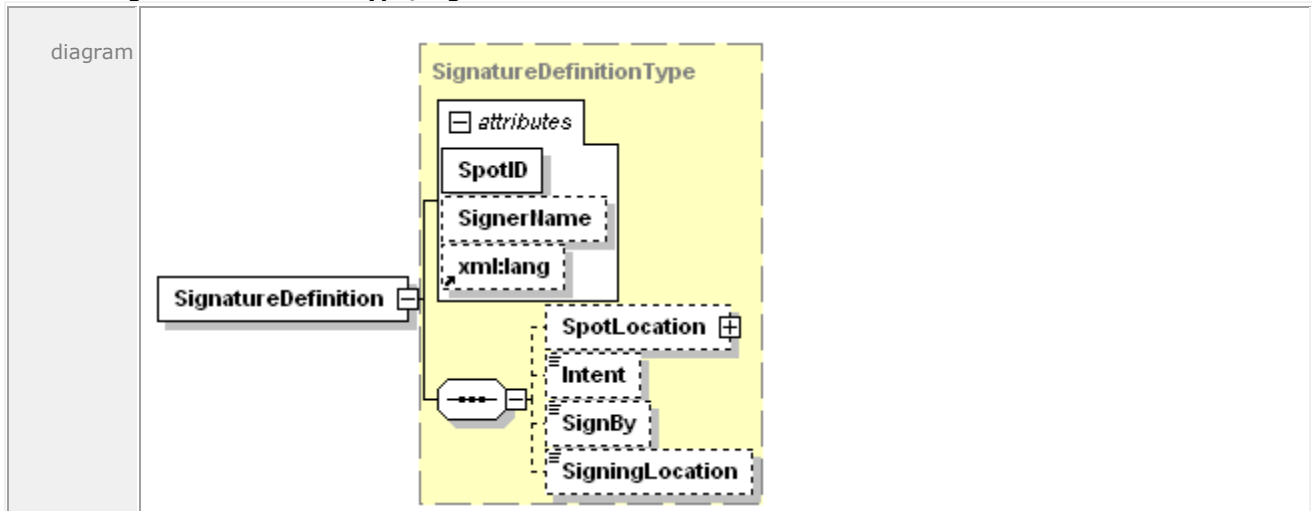 diagram
SignatureDefinitionType
attributes
SpotID
SignerName
xml:lang
SignatureDefinition
SpotLocation
Intent
SignBy
SigningLocation